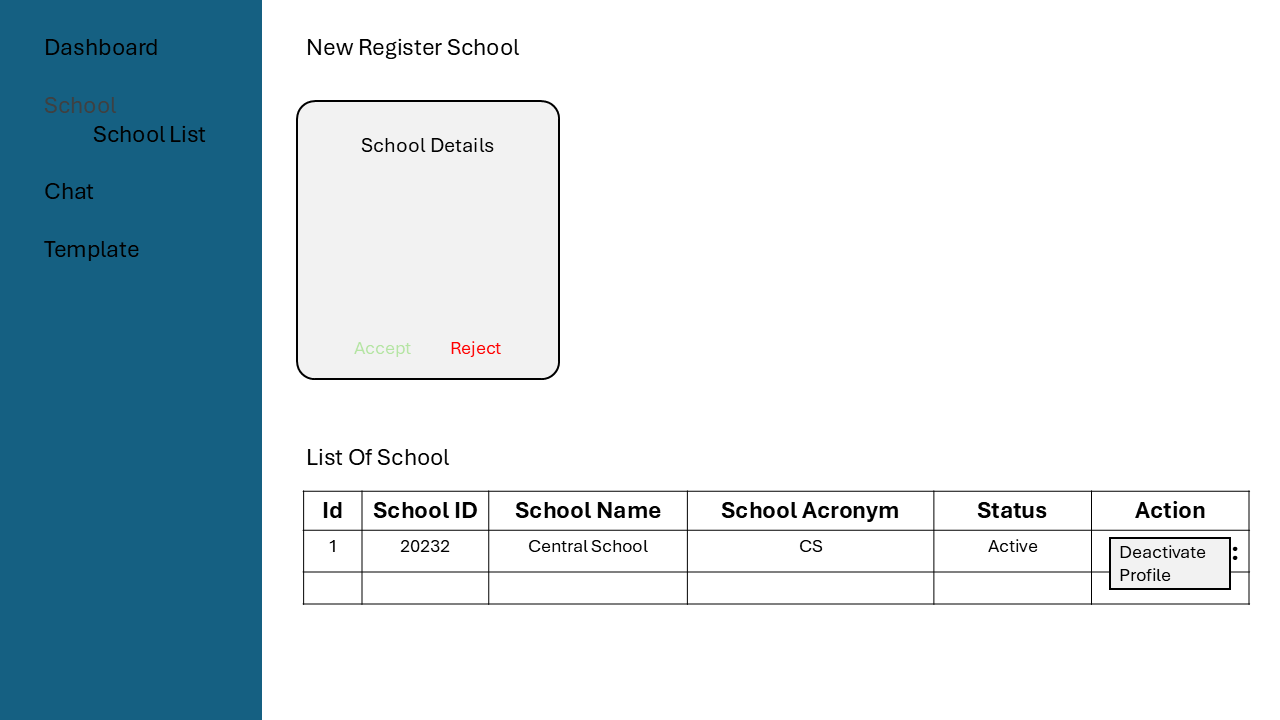 Dashboard
School
School List
Chat
Template
New Register School
School Details
Accept Reject
List Of School
Id School ID School Name School Acronym Status Action
1 20232 Central School CS Active :
Deactivate
Profile